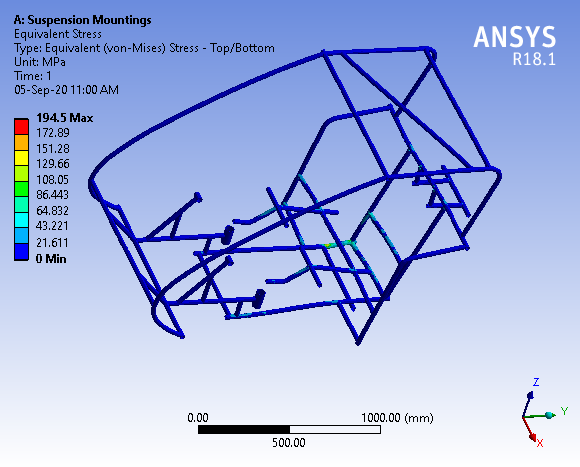 A: Suspension Mountings
Equivalent Stress
Type: Equivalent (von-Mises) Stress - Top/Bottom
Unit: MPa
Time: 1
05-Sep-20 11:00 AM
ANSYS
R18.1
194.5 Max
172.89
151.28
129.66
108.05
86.443
64.832
43.221
21.611
0 Min
0.00
1000.00 (mm)
500.00
Z
Y
X